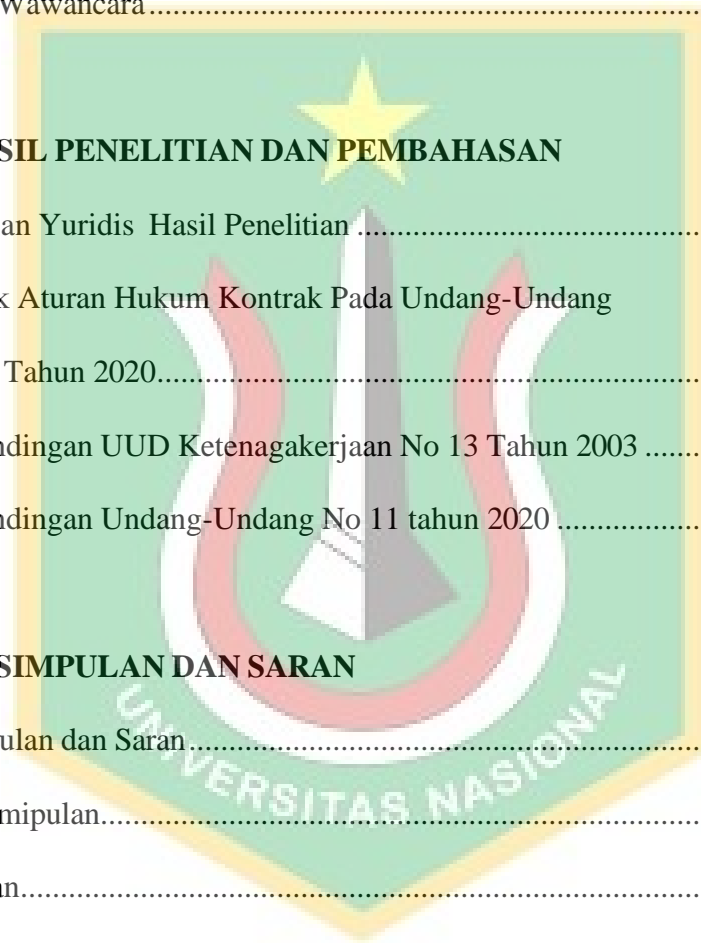 Wawancara..........................................................................
SIL PENELITIAN DAN PEMBAHASAN
an Yuridis Hasil Penelitian ..............................................
k Aturan Hukum Kontrak Pada Undang-Undang
Tahun 2020......................................................................
ndingan UUD Ketenagakerjaan No 13 Tahun 2003 .......
ndingan Undang-Undang No 11 tahun 2020 ..................
SIMPULAN DAN SARAN
ulan dan Saran..................................................................
mipulan............................................................................
an......................................................................................
UNIVERSITAS NASIONAL